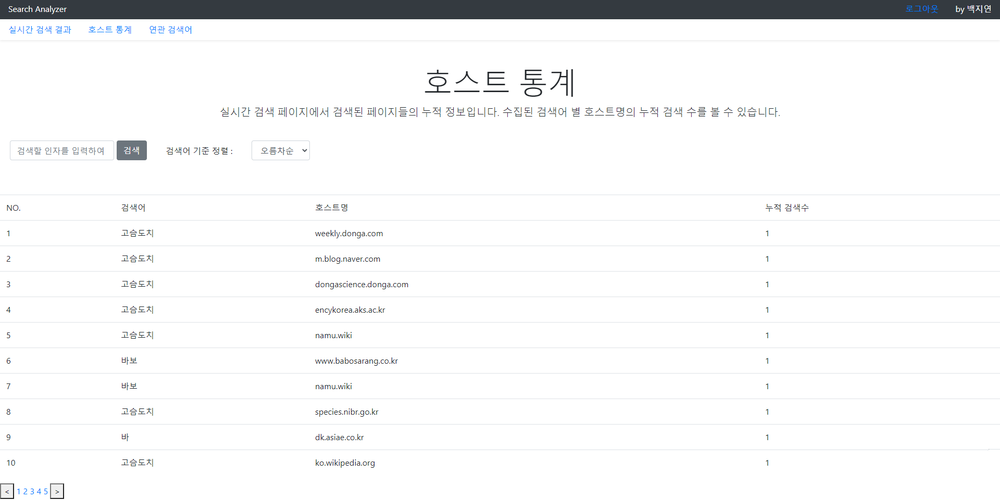 Search Analyzer 로그아웃 by 백지연
실시간 검색 결과 호스트 통계 연관 검색어
호스트 통계
실시간 검색 페이지에서 검색된 페이지들의 누적 정보입니다. 수집된 검색어 별 호스트명의 누적 검색 수를 볼 수 있습니다.
검색할 인자를 입력하여 검색 검색어 기준 정렬 : 오름차순
NO. 검색어 호스트명 누적 검색수
1 고슴도치 weekly.donga.com 1
2 고슴도치 m.blog.naver.com 1
3 고슴도치 dongascience.donga.com 1
4 고슴도치 encykorea.aks.ac.kr 1
5 고슴도치 namu.wiki 1
6 바보 www.babosarang.co.kr 1
7 바보 namu.wiki 1
8 고슴도치 species.nibr.go.kr 1
9 바 dk.asiae.co.kr 1
10 고슴도치 ko.wikipedia.org 1
< 1 2 3 4 5 >